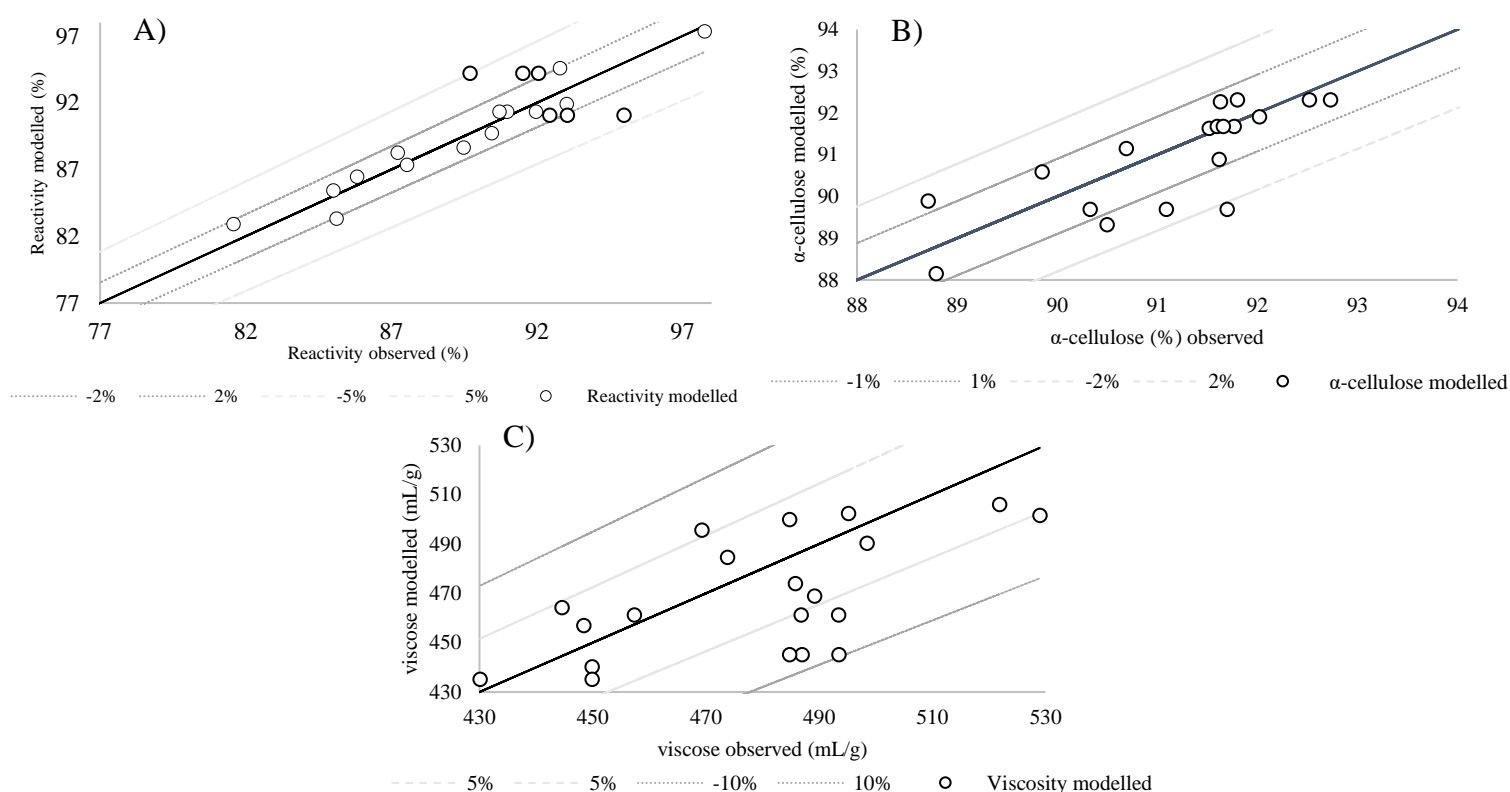 A)
Reactivity modelled (%)
97
92
87
82
77
77 82 87 92 97
Reactivity observed (%)
-2% 2% -5% 5% Reactivity modelled
B)
α-cellulose modelled (%)
94
93
92
91
90
89
88
88 89 90 91 92 93 94
α-cellulose (%) observed
-1% 1% -2% 2% α-cellulose modelled
C)
viscose modelled (mL/g)
530
510
490
470
450
430
430 450 470 490 510 530
viscose observed (mL/g)
5% 5% -10% 10% Viscosity modelled